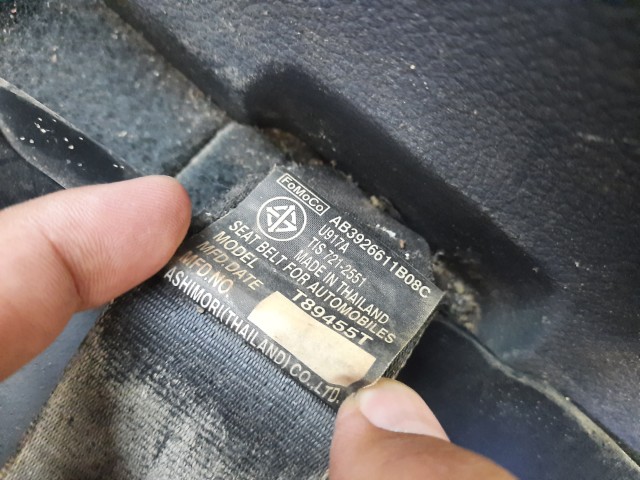 FoMoCo
AB3926611B08C
U917A
TIS 721-2551
MADE IN THAILAND
SEAT BELT FOR AUTOMOBILES
MODEL T89455T
MFD.DATE
MFD.NO
ASHIMORI(THAILAND) CO.,LTD.